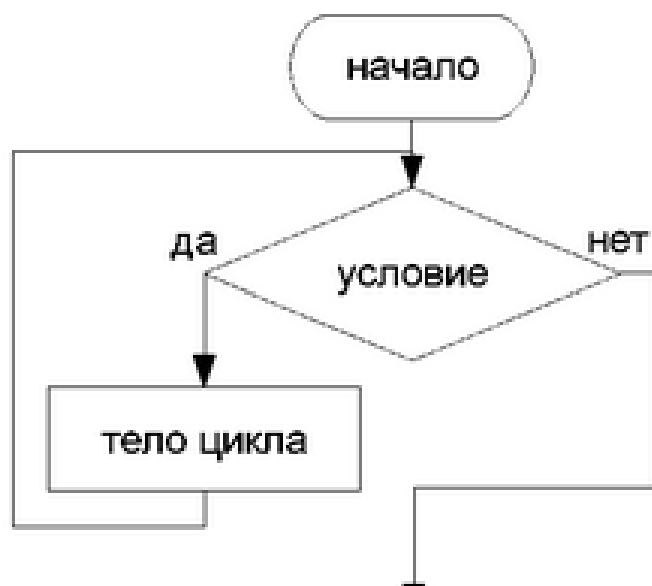 начало
да
нет
условие
тело цикла